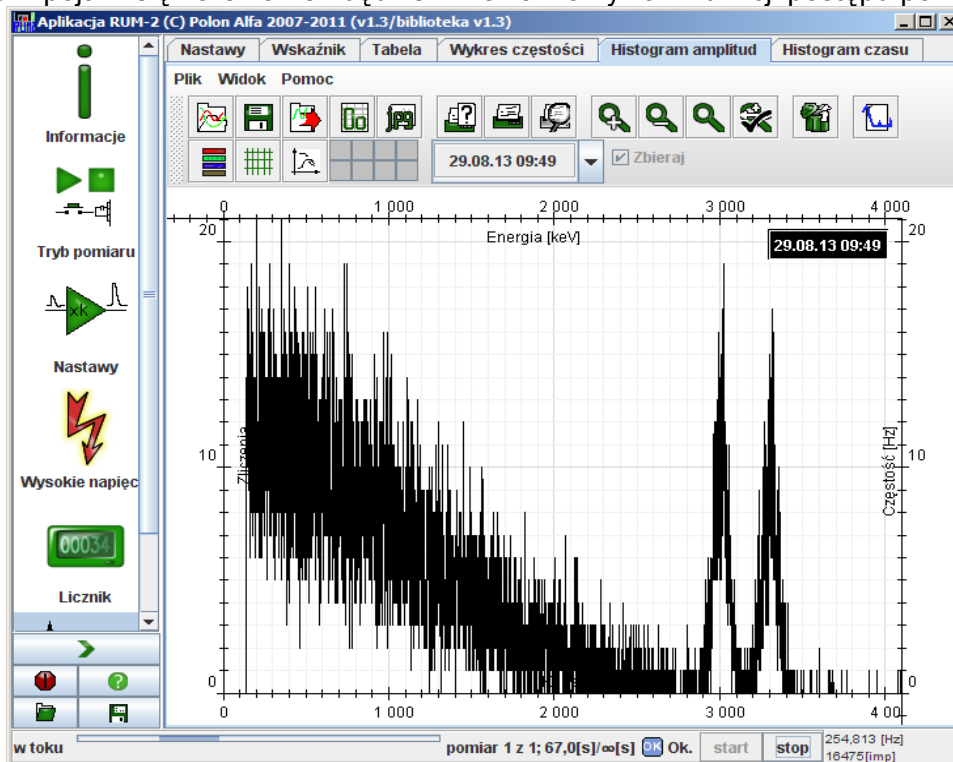 Aplikacja RUM-2 (C) Polon Alfa 2007-2011 (v1.3/biblioteka v1.3)
Informacje
Tryb pomiaru
xk
Nastawy
Wysokie napięc
00034
Licznik
Nastawy Wskaźnik Tabela Wykres częstości Histogram amplitud Histogram czasu
Plik Widok Pomoc
jpg
29.08.13 09:49 Zbieraj
0 1 000 2 000 3 000 4 000
Energia [keV]
29.08.13 09:49
20 20
Zliczenia
10 10
Częstość [Hz]
0 0
0 1 000 2 000 3 000 4 00
w toku pomiar 1 z 1; 67,0[s]/∞[s] OK Ok. start stop 254,813 [Hz]
16475[imp]